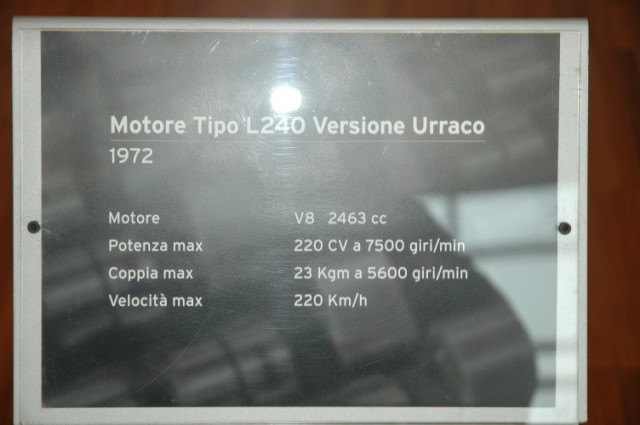 Motore Tipo L240 Versione Urraco
1972
Motore V8 2463 cc
Potenza max 220 CV a 7500 giri/min
Coppia max 23 Kgm a 5600 giri/min
Velocità max 220 Km/h